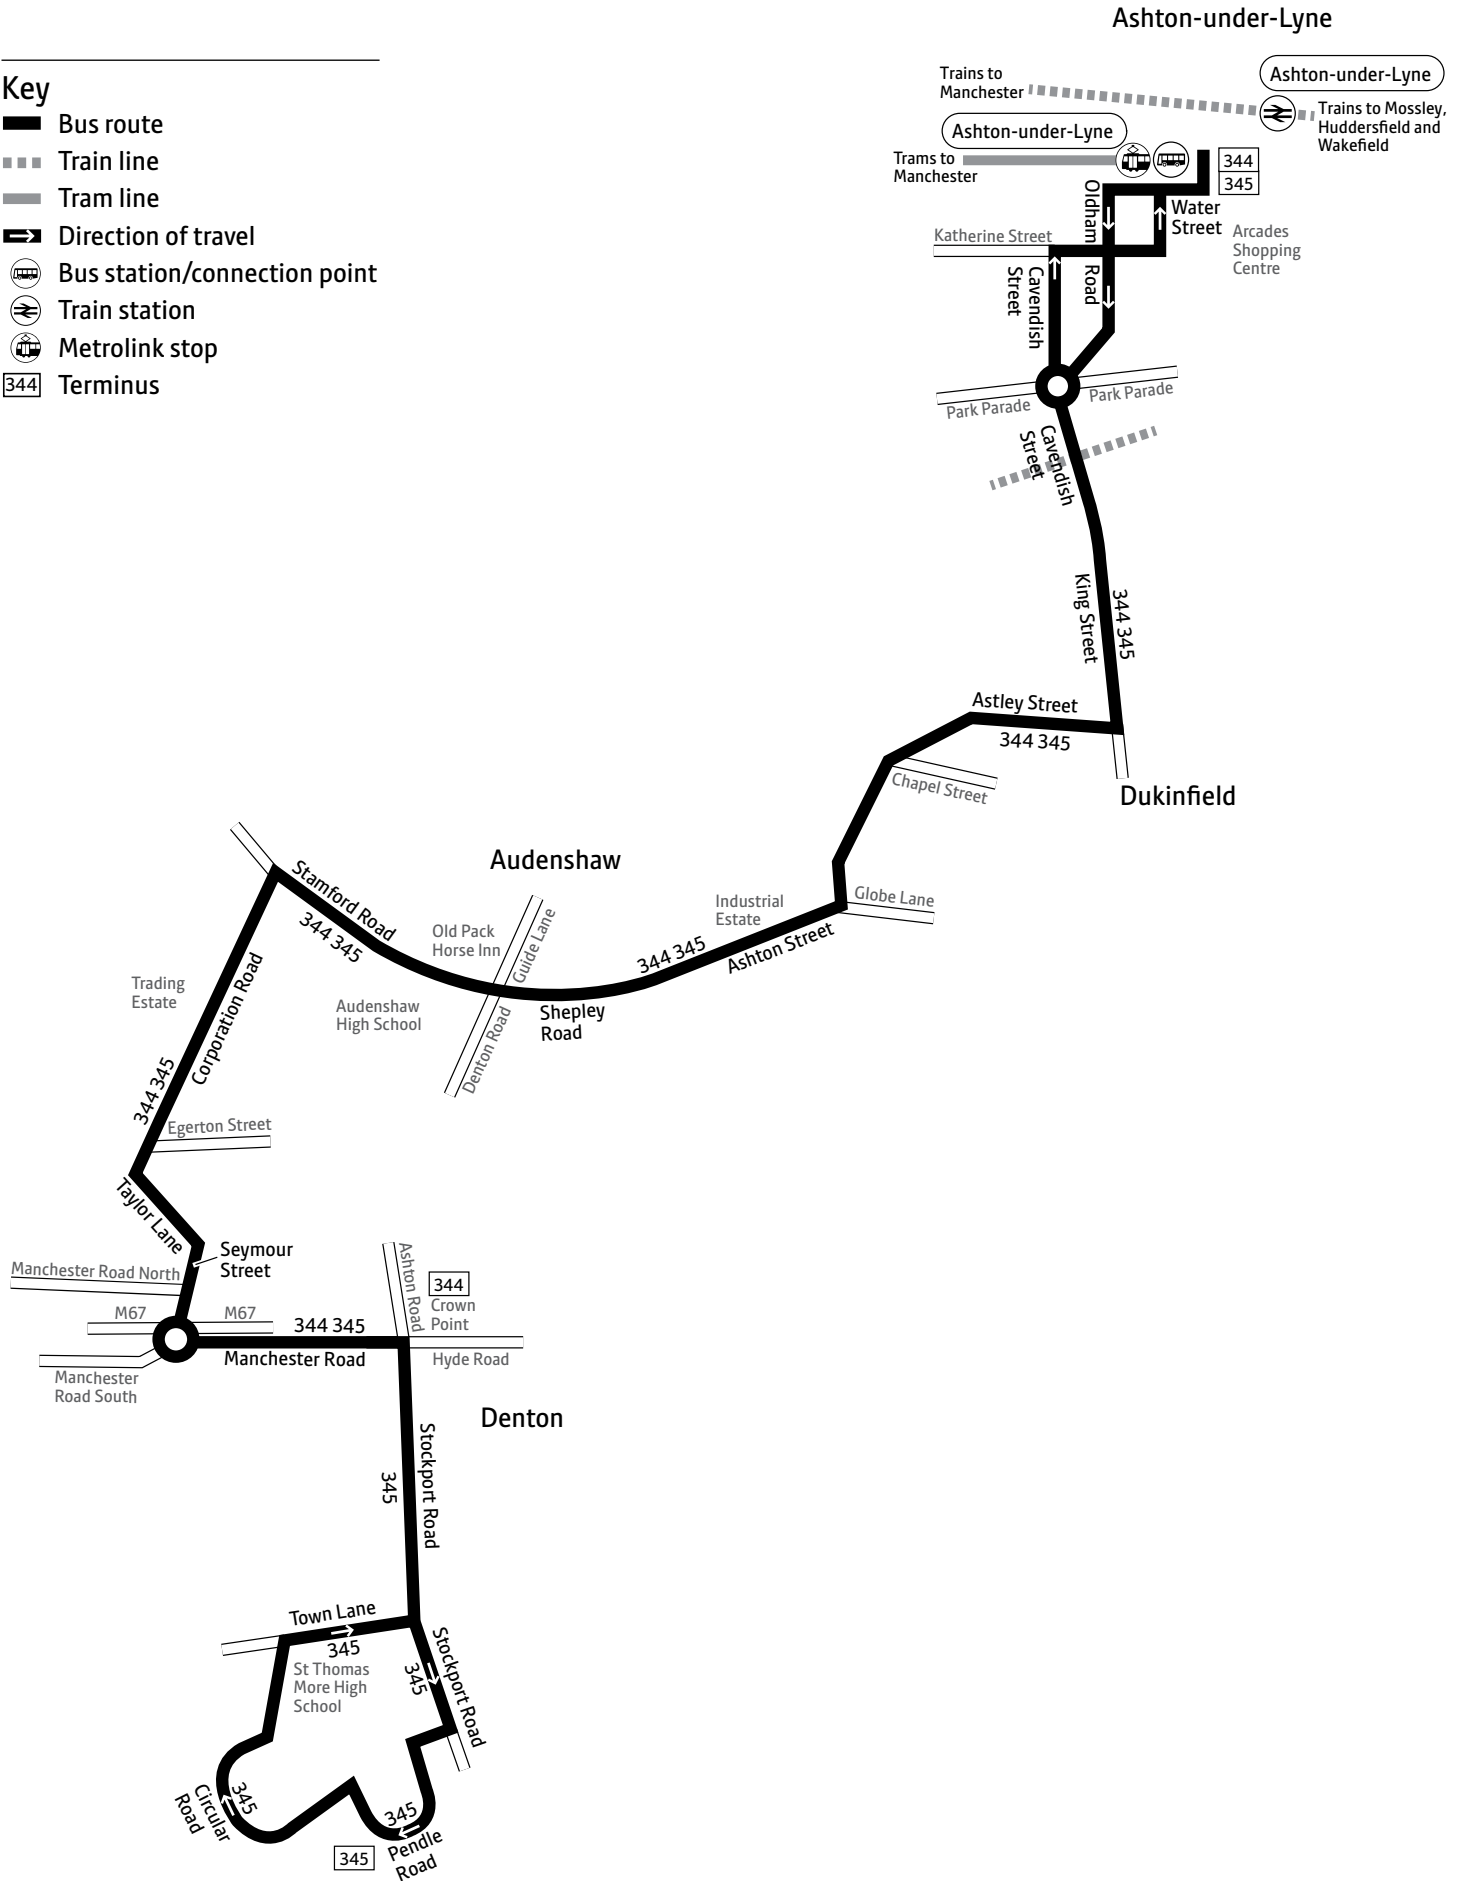 Ashton-under-Lyne
Key
Bus route
Train line
Tram line
Direction of travel
Bus station/connection point
Train station
Metrolink stop
344
Terminus
Trains to
Manchester
Ashton-under-Lyne
Trains to Mossley,
Huddersfield and
Wakefield
Ashton-under-Lyne
Trams to
Manchester
344
345
Oldham
Road
Water
Street
Arcades
Shopping
Centre
Katherine Street
Cavendish
Street
Park Parade
Park Parade
Cavendish
Street
King Street
344 345
Astley Street
344 345
Chapel Street
Dukinfield
Audenshaw
Stamford Road
344 345
Old Pack
Horse Inn
Guide Lane
Industrial
Estate
Globe Lane
344 345
Ashton Street
Trading
Estate
Corporation Road
344 345
Audenshaw
High School
Denton Road
Shepley
Road
Egerton Street
Taylor Lane
Seymour
Street
Manchester Road North
M67
M67
344 345
Manchester Road
Manchester
Road South
Ashton Road
344
Crown
Point
Hyde Road
Denton
Stockport Road
345
Town Lane
345
St Thomas
More High
School
Stockport Road
345
Circular
Road
345
345
Pendle
Road
345